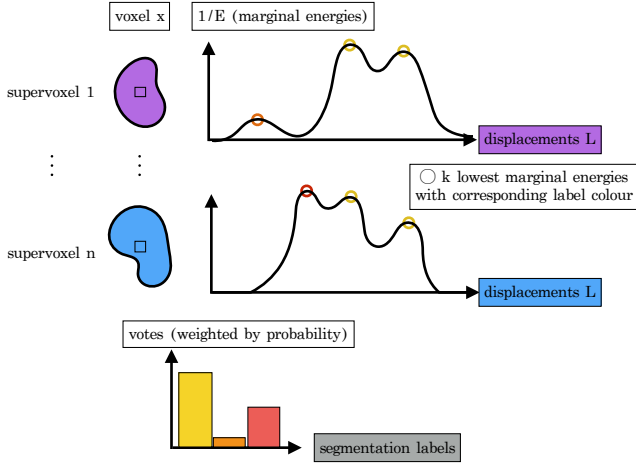 voxel x
1/E (marginal energies)
supervoxel 1
displacements L
k lowest marginal energies
with corresponding label colour
supervoxel n
displacements L
votes (weighted by probability)
segmentation labels